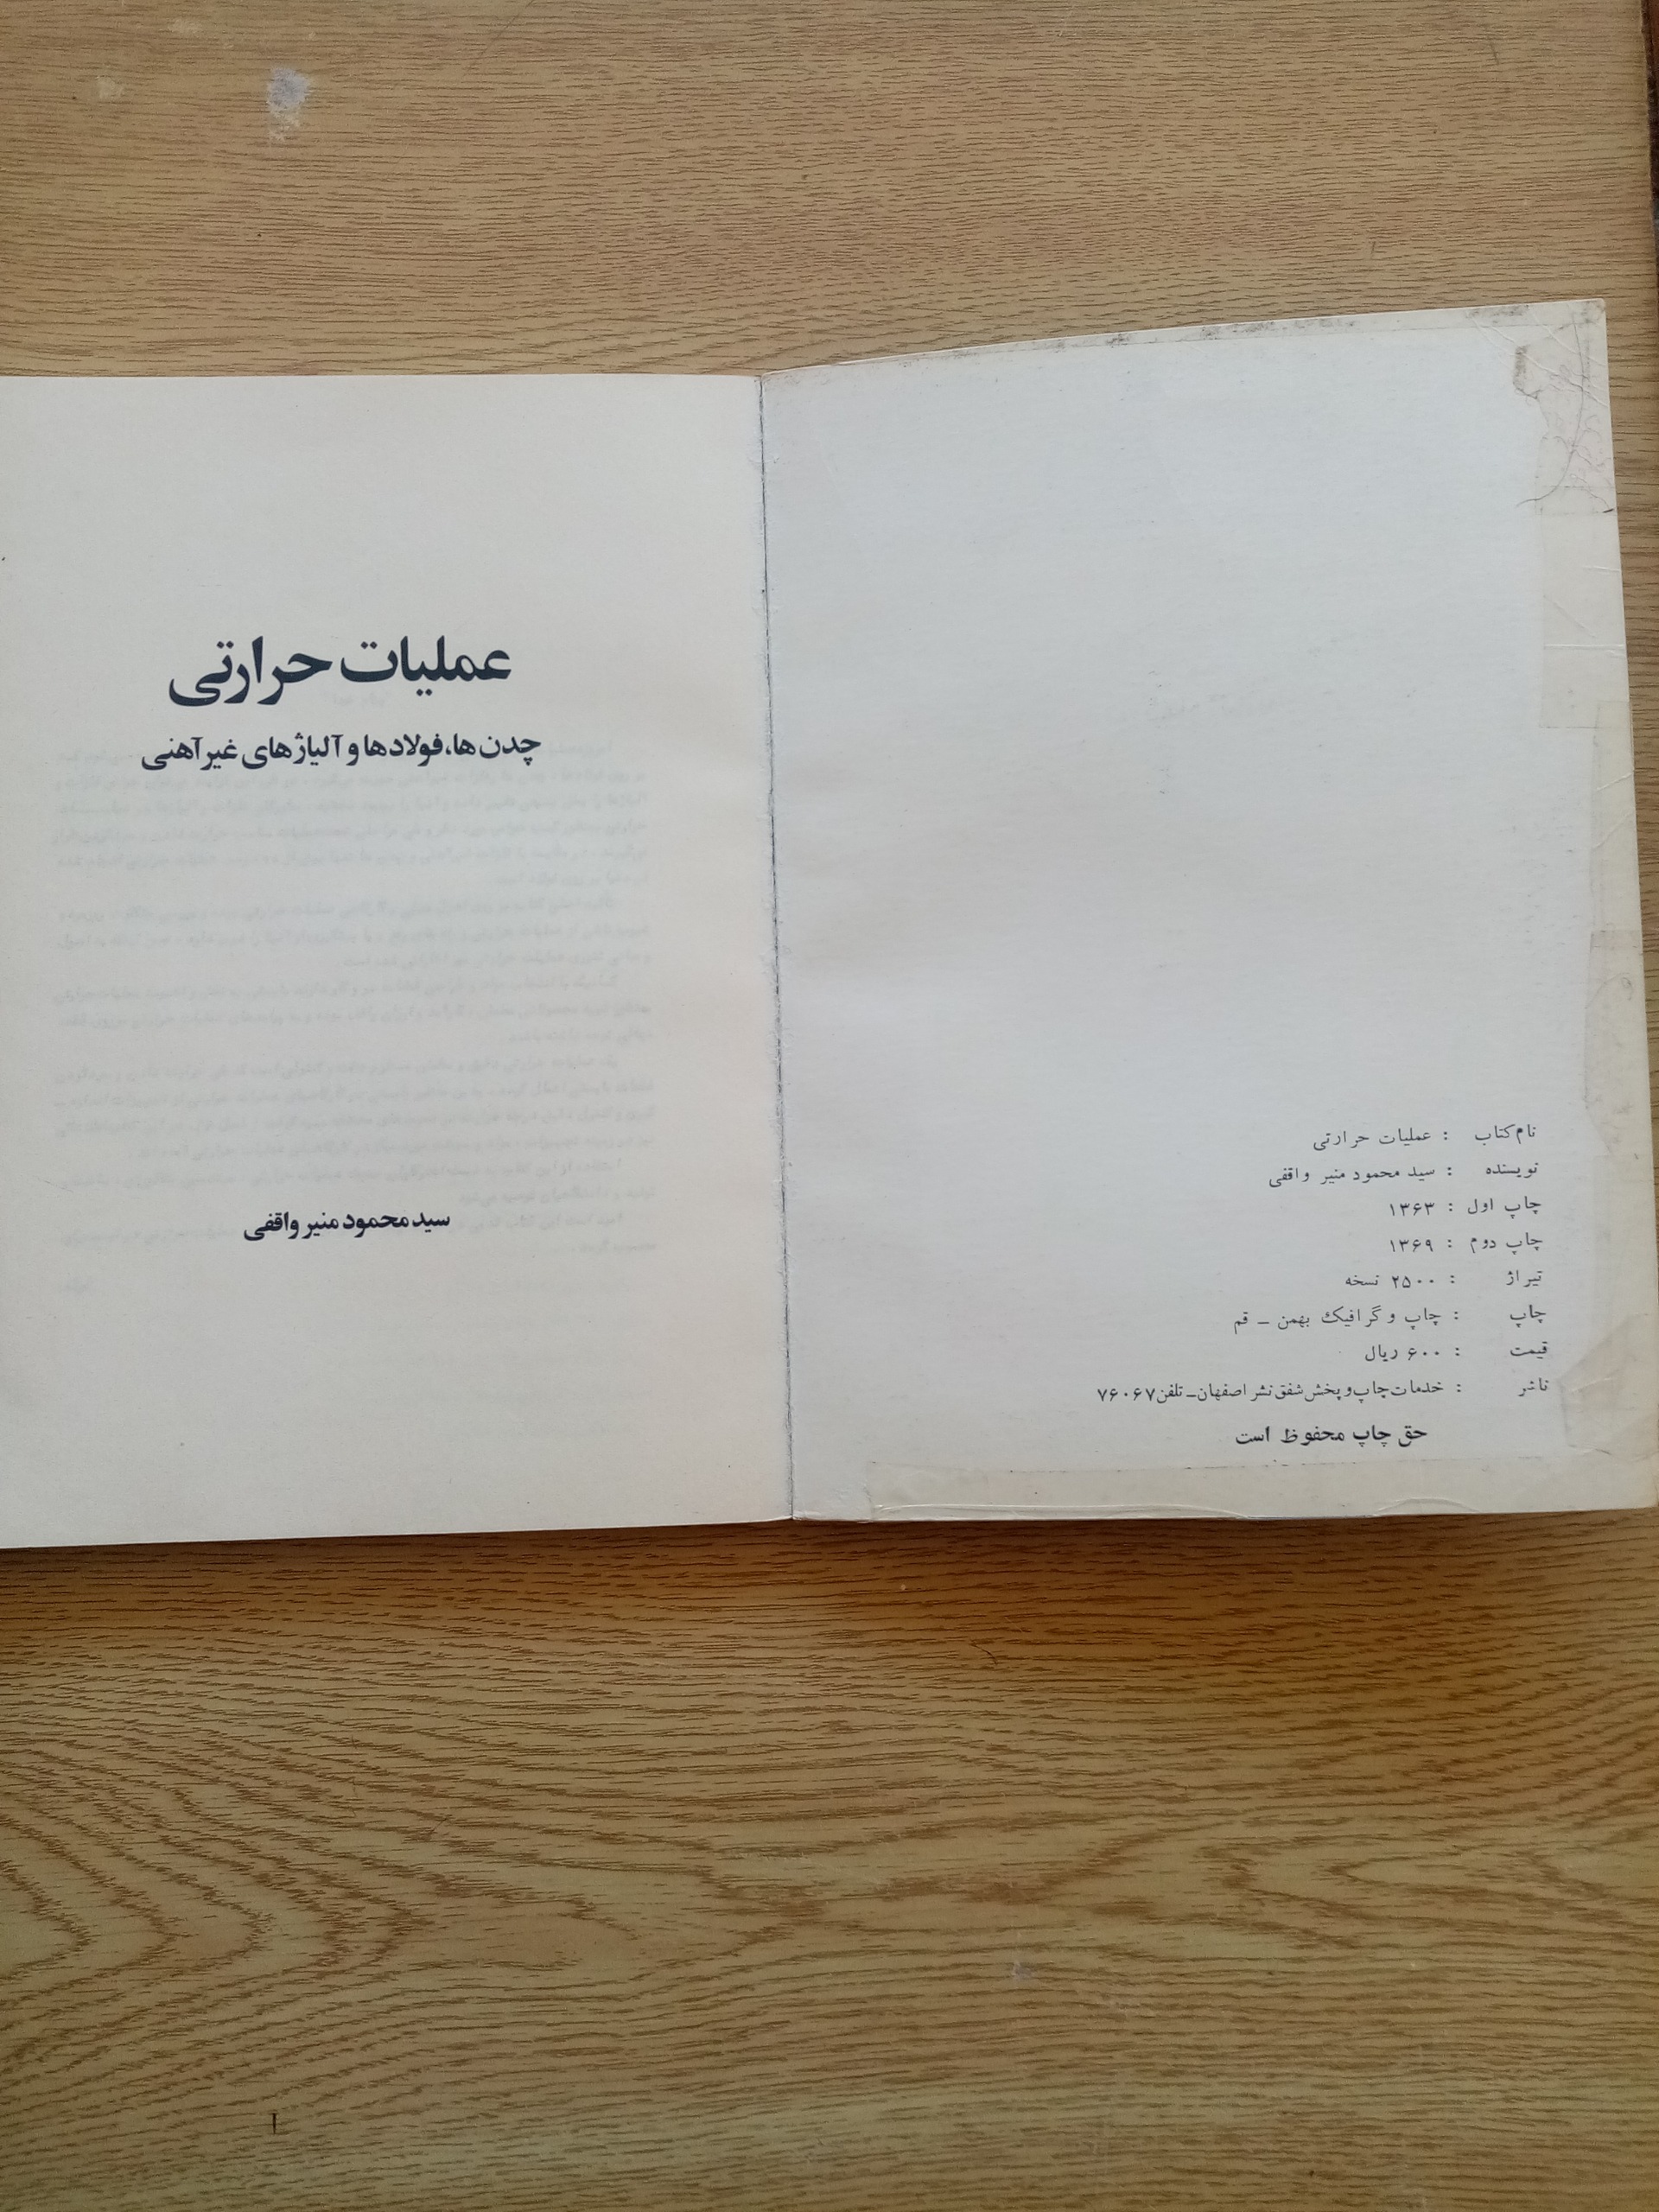 نام کتاب : عملیات حرارتی
نویسنده : سید محمود منیر واقفی
چاپ اول : ۱۳۶۳
چاپ دوم : ۱۳۶۹
تیراژ : ۲۵۰۰ نسخه
چاپ : چاپ و گرافیک بهمن – قم
قیمت : ۶۰۰ ریال
ناشر : خدمات چاپ و پخش شفق نشر اصفهان – تلفن ۷۶۰۶۷
حق چاپ محفوظ است
عملیات حرارتی
چدن ها، فولادها و آلیاژهای غیر آهنی
سید محمود منیر واقفی